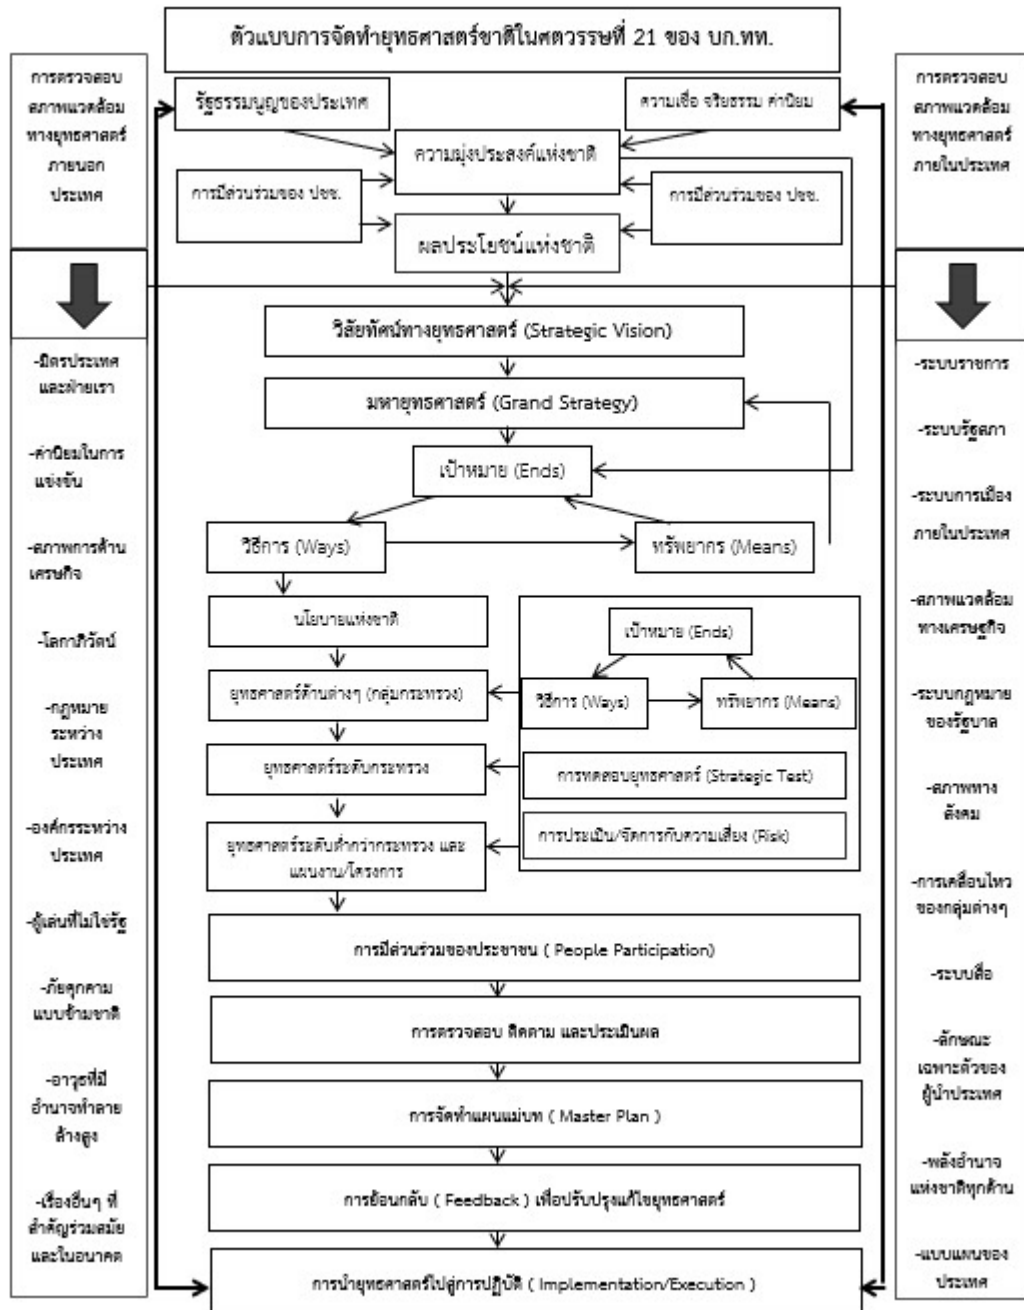 ตัวแบบการจัดทำยุทธศาสตร์ชาติในศตวรรษที่ 21 ของ บก.ทท.
การตรวจสอบ
สภาพแวดล้อม
ทางยุทธศาสตร์
ภายนอก
ประเทศ
-มิตรประเทศ
และฝ่ายเรา
-ค่านิยมในการ
แข่งขัน
-สภาพการด้าน
เศรษกิจ
-โลกาภิวัตน์
-กฎหมาย
ระหว่าง
ประเทศ
-องค์กรระหว่าง
ประเทศ
-ผู้เล่นที่ไม่ใช่รัฐ
-ภัยคุกคาม
แบบข้ามชาติ
-อาวุธที่มี
อำนาจทำลาย
ล้างสูง
-เรื่องอื่นๆ ที่
สำคัญร่วมสมัย
และในอนาคต
รัฐธรรมนูญของประเทศ
ความเชื่อ จริยธรรม ค่านิยม
ความมุ่งประสงค์แห่งชาติ
การมีส่วนร่วมของ ปชช.
การมีส่วนร่วมของ ปชช.
ผลประโยชน์แห่งชาติ
วิสัยทัศน์ทางยุทธศาสตร์ (Strategic Vision)
มหายุทธศาสตร์ (Grand Strategy)
เป้าหมาย (Ends)
วิธีการ (Ways)
ทรัพยากร (Means)
นโยบายแห่งชาติ
ยุทธศาสตร์ด้านต่างๆ (กลุ่มกระทรวง)
ยุทธศาสตร์ระดับกระทรวง
ยุทธศาสตร์ระดับต่ำกว่ากระทรวง และ
แผนงาน/โครงการ
เป้าหมาย (Ends)
วิธีการ (Ways)
ทรัพยากร (Means)
การทดสอบยุทธศาสตร์ (Strategic Test)
การประเมิน/จัดการกับความเสี่ยง (Risk)
การมีส่วนร่วมของประชาชน ( People Participation)
การตรวจสอบ ติดตาม และประเมินผล
การจัดทำแผนแม่บท ( Master Plan )
การย้อนกลับ ( Feedback ) เพื่อปรับปรุงแก้ไขยุทธศาสตร์
การนำยุทธศาสตร์ไปสู่การปฏิบัติ ( Implementation/Execution )
การตรวจสอบ
สภาพแวดล้อม
ทางยุทธศาสตร์
ภายในประเทศ
-ระบบราชการ
-ระบบรัฐสภา
-ระบบการเมือง
ภายในประเทศ
-สภาพแวดล้อม
ทางเศรษฐกิจ
-ระบบกฎหมาย
ของรัฐบาล
-สภาพทาง
สังคม
-การเคลื่อนไหว
ของกลุ่มต่างๆ
-ระบบสื่อ
-ลักษณะ
เฉพาะตัวของ
ผู้นำประเทศ
-พลังอำนาจ
แห่งชาติทุกด้าน
-แบบแผนของ
ประเทศ